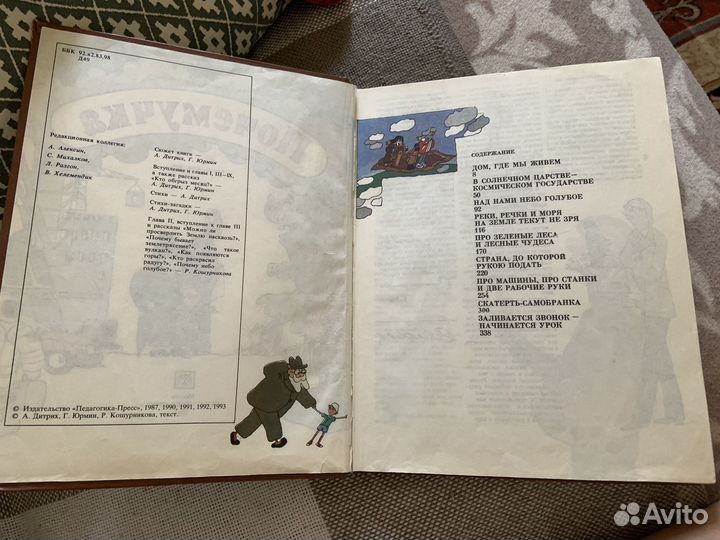 ББК 92.я2.83.98
Д49
Редакционная коллегия:
А. Алексин,
С. Михалков,
Л. Разгон,
В. Хелемендик
Сюжет книги —
А. Дитрих, Г. Юрмин
Вступление и главы I, III—IX,
а также рассказ
«Кто обгрыз месяц?» —
А. Дитрих, Г. Юрмин
Стихи — А. Дитрих
Стихи-загадки —
А. Дитрих, Г. Юрмин
Глава II, вступление к главе III
и рассказы «Можно ли
просверлить Землю насквозь?»,
«Почему бывает
землетрясение?», «Что такое
вулкан?», «Как появляются
горы?», «Кто раскрасил
радугу?», «Почему небо
голубое?» — Р. Кошурникова
© Издательство «Педагогика-Пресс», 1987, 1990, 1991, 1992, 1993
© А. Дитрих, Г. Юрмин, Р. Кошурникова, текст.
СОДЕРЖАНИЕ
ДОМ, ГДЕ МЫ ЖИВЕМ
8
В СОЛНЕЧНОМ ЦАРСТВЕ—
КОСМИЧЕСКОМ ГОСУДАРСТВЕ
50
НАД НАМИ НЕБО ГОЛУБОЕ
92
РЕКИ, РЕЧКИ И МОРЯ
НА ЗЕМЛЕ ТЕКУТ НЕ ЗРЯ
116
ПРО ЗЕЛЕНЫЕ ЛЕСА
И ЛЕСНЫЕ ЧУДЕСА
170
СТРАНА, ДО КОТОРОЙ
РУКОЮ ПОДАТЬ
220
ПРО МАШИНЫ, ПРО СТАНКИ
И ДВЕ РАБОЧИЕ РУКИ
254
СКАТЕРТЬ-САМОБРАНКА
300
ЗАЛИВАЕТСЯ ЗВОНОК —
НАЧИНАЕТСЯ УРОК
338
Avito